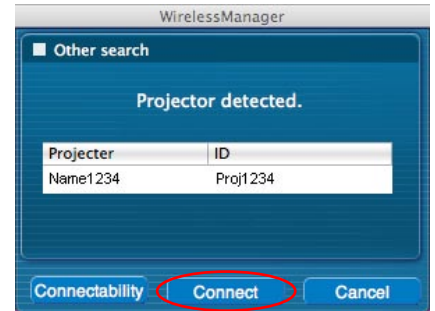 WirelessManager
Other search
Projector detected.
Projecter ID
Name1234 Proj1234
Connectability Connect Cancel